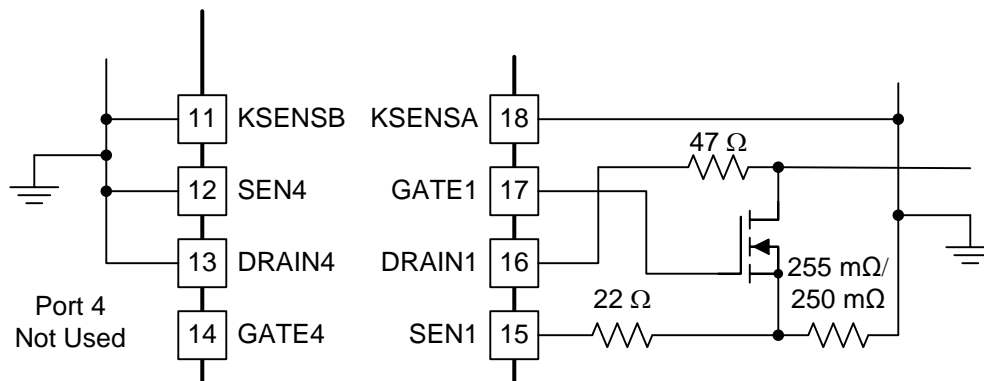 11 KSENSB
12 SEN4
13 DRAIN4
14 GATE4
Port 4
Not Used
KSENSA 18
GATE1 17
DRAIN1 16
SEN1 15
47 Ω
22 Ω
255 mΩ/
250 mΩ